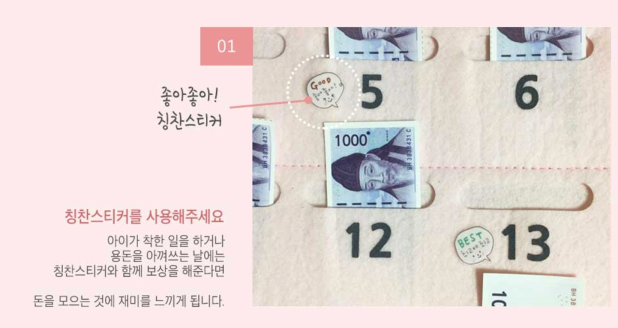 01
좋아좋아!
칭찬스티커
칭찬스티커를 사용해주세요
아이가 착한 일을 하거나
용돈을 아껴쓰는 날에는
칭찬스티커와 함께 보상을 해준다면
돈을 모으는 것에 재미를 느끼게 됩니다.
GOOD
5
6
1000
12
BEST
13